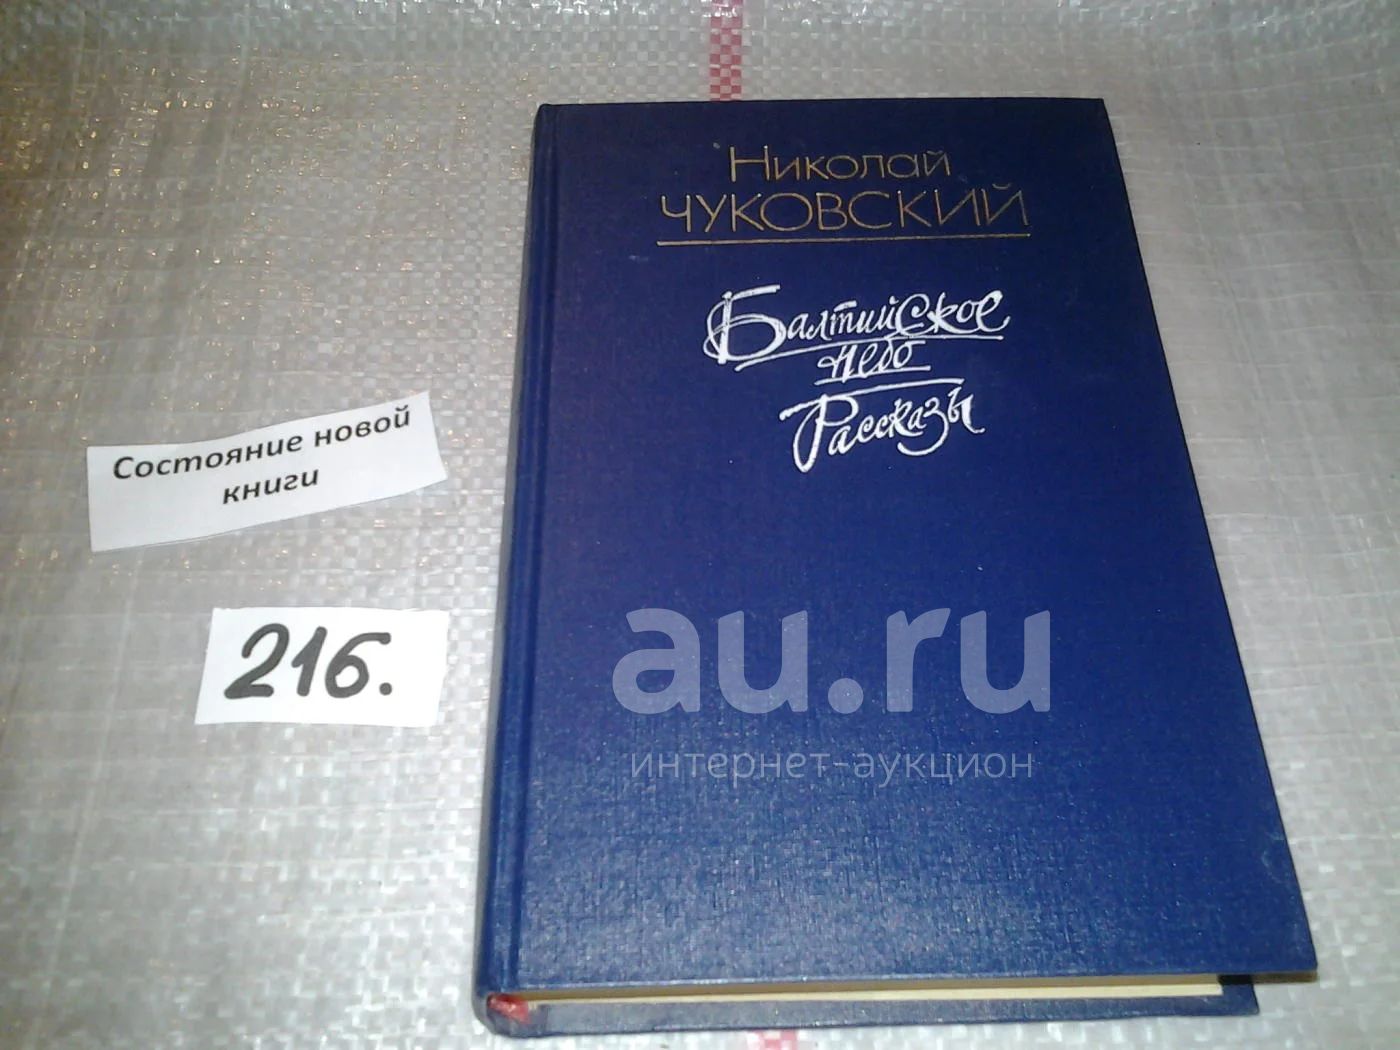 Николай
ЧУКОВСКИЙ
Балтийское
небо
Рассказы
Состояние новой
книги
216.
au.ru
интернет-аукцион